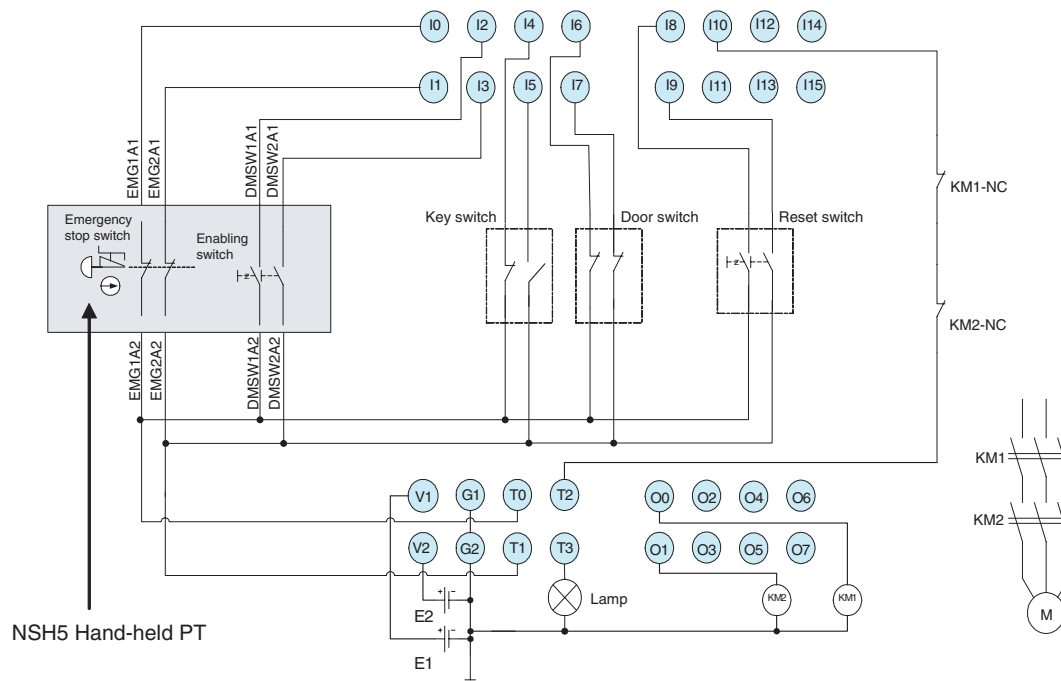 I0 I2 I4 I6 I8 I10 I12 I14
I1 I3 I5 I7 I9 I11 I13 I15
EMG1A1
EMG2A1
DMSW1A1
DMSW2A1
KM1-NC
Emergency
stop switch
Enabling
switch
Key switch
Door switch
Reset switch
KM2-NC
EMG1A2
EMG2A2
DMSW1A2
DMSW2A2
KM1
KM2
M
V1 G1 T0 T2 O0 O2 O4 O6
V2 G2 T1 T3 O1 O3 O5 O7
+ -
E2
Lamp
KM2
KM1
+ -
E1
NSH5 Hand-held PT